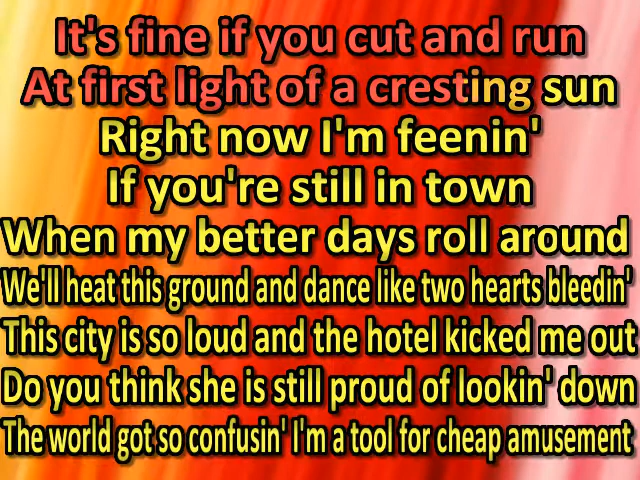 It's fine if you cut and run
At first light of a cresting sun
Right now I'm feenin'
If you're still in town
When my better days roll around
We'll heat this ground and dance like two hearts bleedin'
This city is so loud and the hotel kicked me out
Do you think she is still proud of lookin' down
The world got so confusin' I'm a tool for cheap amusement